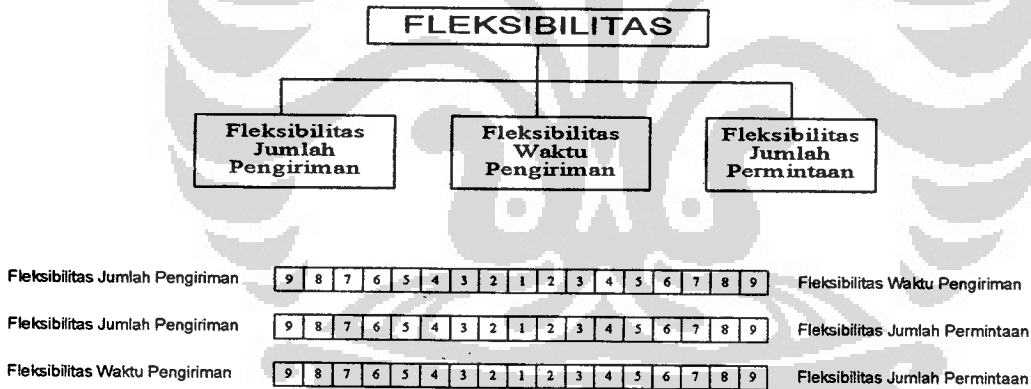 FLEKSIBILITAS
Fleksibilitas
Jumlah
Pengiriman
Fleksibilitas
Waktu
Pengiriman
Fleksibilitas
Jumlah
Permintaan
Fleksibilitas Jumlah Pengiriman 9 8 7 6 5 4 3 2 1 2 3 4 5 6 7 8 9 Fleksibilitas Waktu Pengiriman
Fleksibilitas Jumlah Pengiriman 9 8 7 6 5 4 3 2 1 2 3 4 5 6 7 8 9 Fleksibilitas Jumlah Permintaan
Fleksibilitas Waktu Pengiriman 9 8 7 6 5 4 3 2 1 2 3 4 5 6 7 8 9 Fleksibilitas Jumlah Permintaan